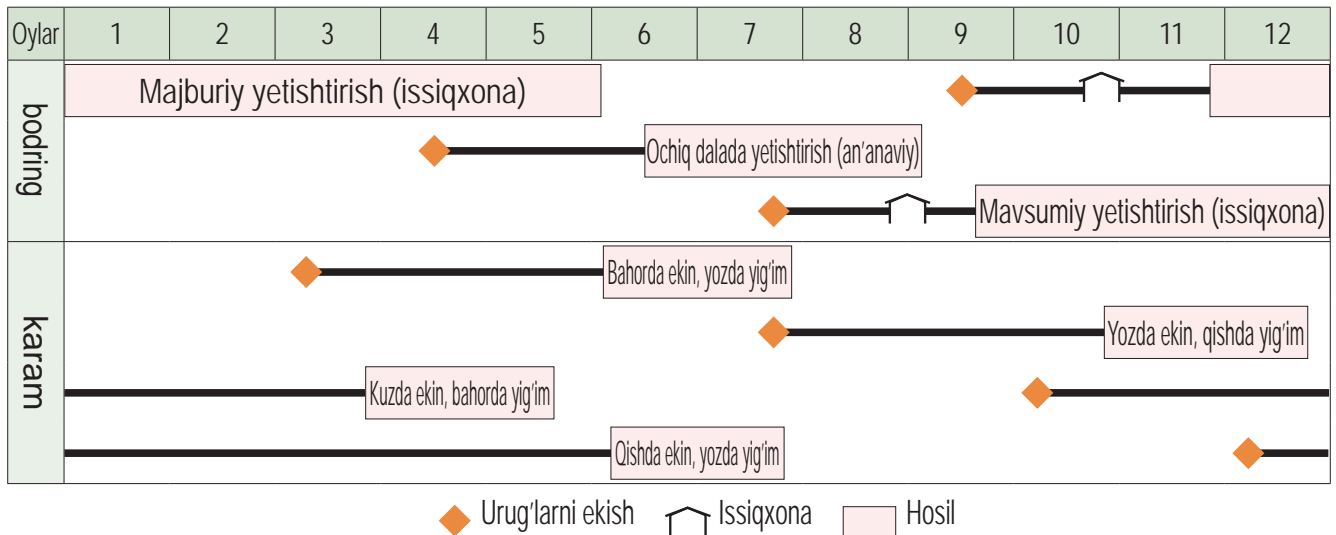 Oylar 1 2 3 4 5 6 7 8 9 10 11 12
bodring
Majburiy yetishtirish (issiqxona)
Ochiq dalada yetishtirish (an'anaviy)
Mavsumiy yetishtirish (issiqxona)
karam
Bahorda ekin, yozda yig'im
Yozda ekin, qishda yig'im
Kuzda ekin, bahorda yig'im
Qishda ekin, yozda yig'im
Urug'larni ekish Issiqxona Hosil